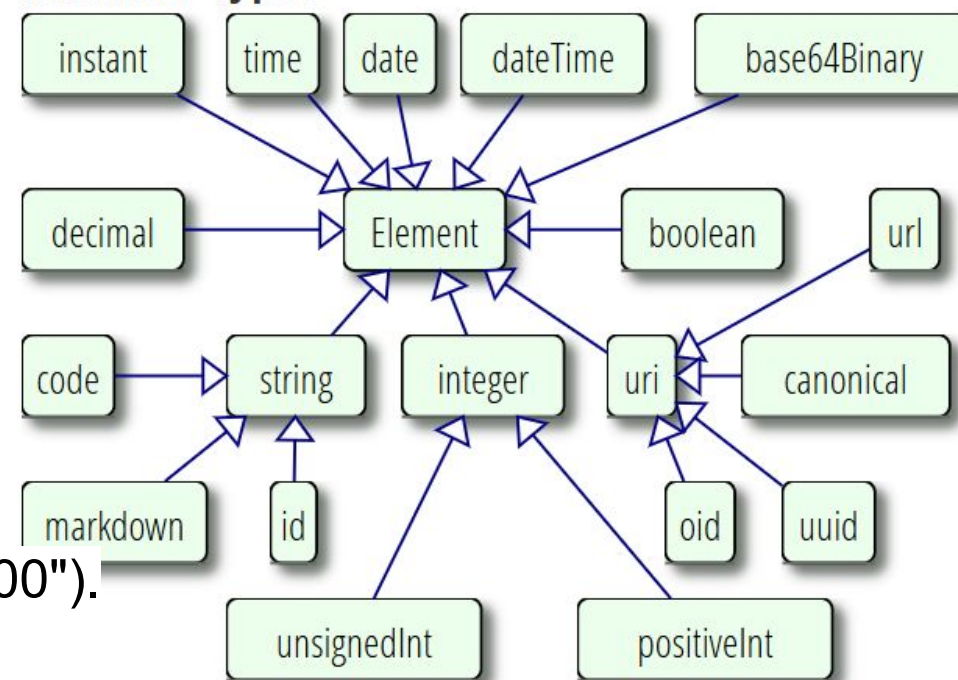 instant time date dateTime base64Binary
decimal Element boolean url
code string integer uri canonical
markdown id oid uuid
00").
unsignedInt positiveInt